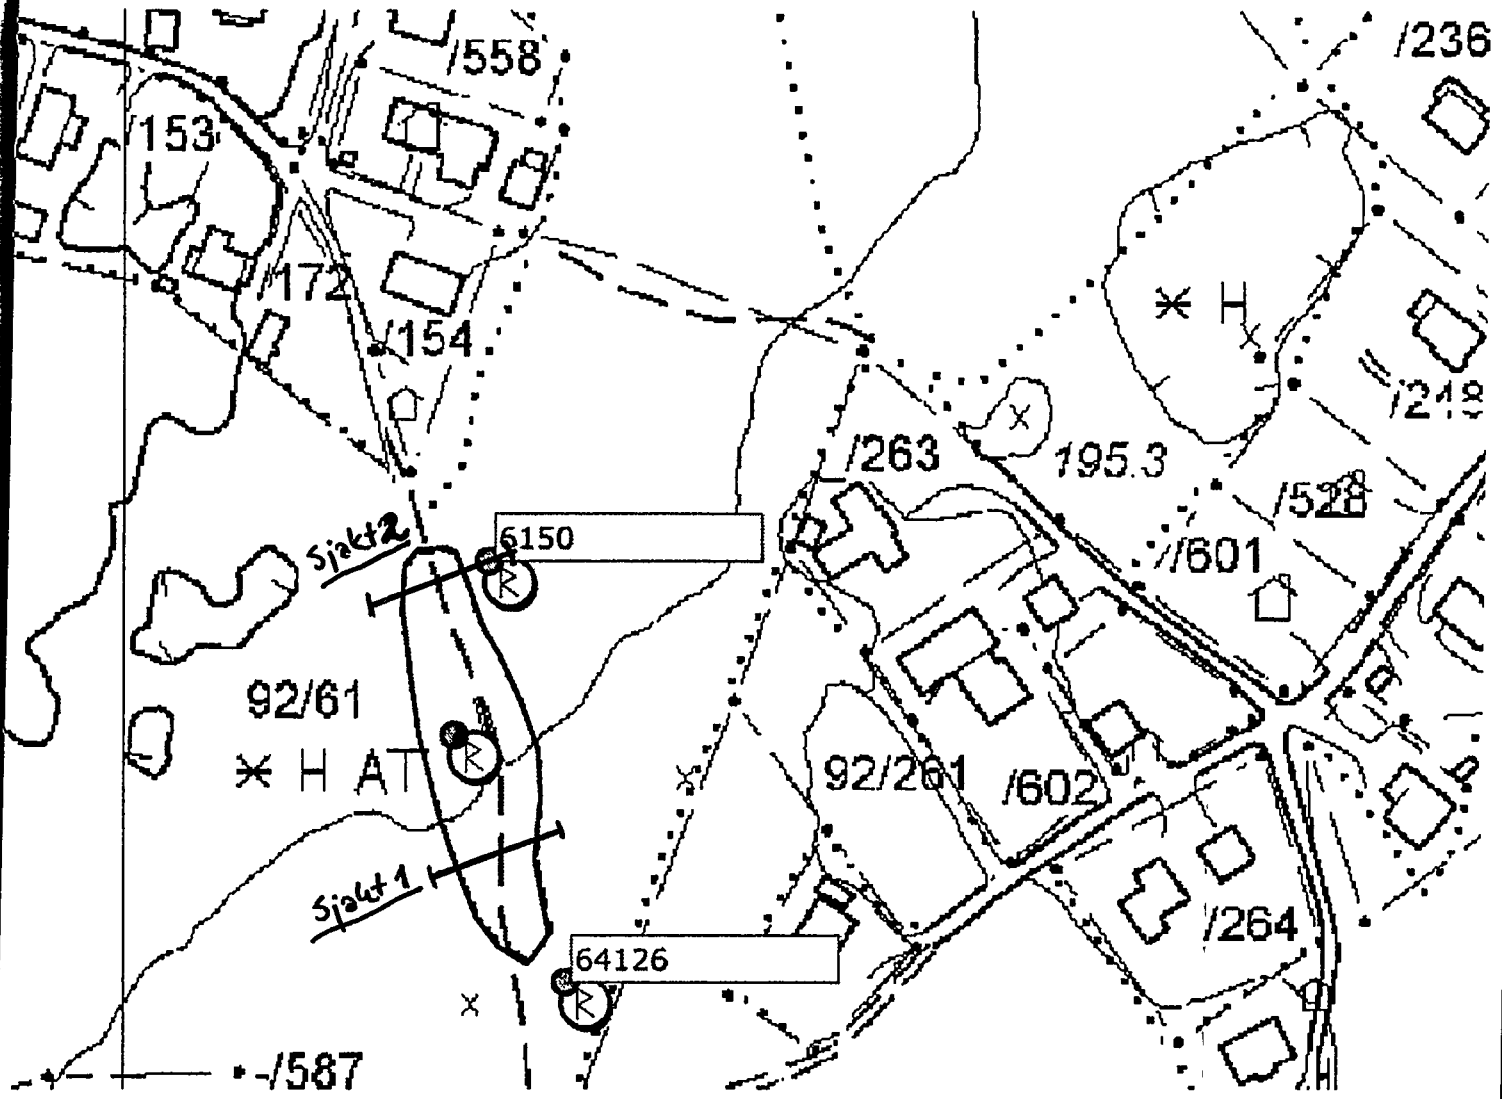 /236
/558
153
/172
* H
/154
/218
/263
195.3
/528
Sjakt 2
6150
//601
R
92/61
* H AT
R
92/261
/602
Sjakt 1
/264
64126
R
-/587